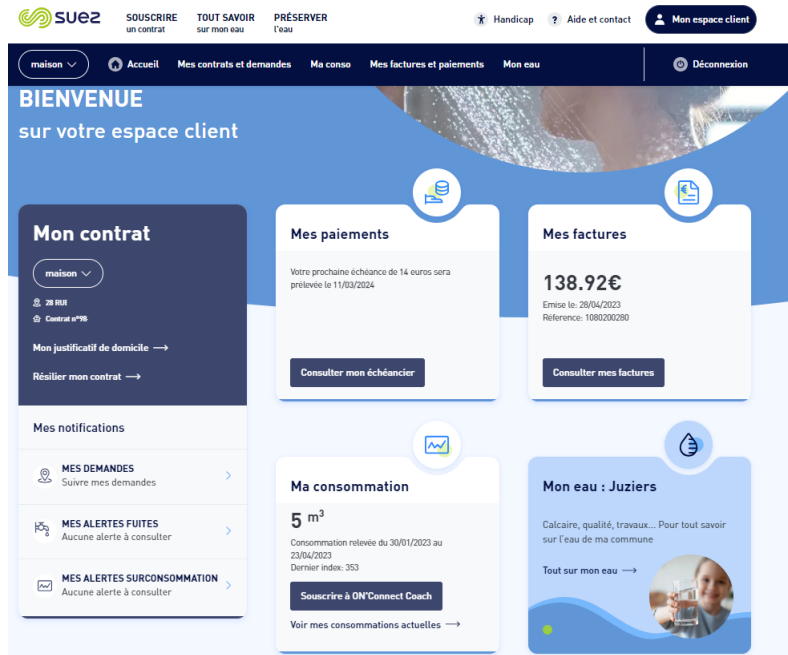 suez
SOUSCRIRE
un contrat
TOUT SAVOIR
sur mon eau
PRÉSERVER
l'eau
Handicap
? Aide et contact
Mon espace client
maison
Accueil
Mes contrats et demandes
Ma conso
Mes factures et paiements
Mon eau
Déconnexion
BIENVENUE
sur votre espace client
Mon contrat
maison
28 RUE
Contrat n°98
Mon justificatif de domicile →
Résilier mon contrat →
Mes notifications
MES DEMANDES
Suivre mes demandes
MES ALERTES FUITES
Aucune alerte à consulter
MES ALERTES SURCONSOMMATION
Aucune alerte à consulter
Mes paiements
Votre prochaine échéance de 14 euros sera
prélevée le 11/03/2024
Consulter mon échéancier
Mes factures
138.92€
Emise le: 28/04/2023
Réference: 1080200280
Consulter mes factures
Ma consommation
5 m³
Consommation relevée du 30/01/2023 au
23/04/2023
Dernier index: 353
Souscrire à ON'Connect Coach
Voir mes consommations actuelles →
Mon eau : Juziers
Calcaire, qualité, travaux... Pour tout savoir
sur l'eau de ma commune
Tout sur mon eau →